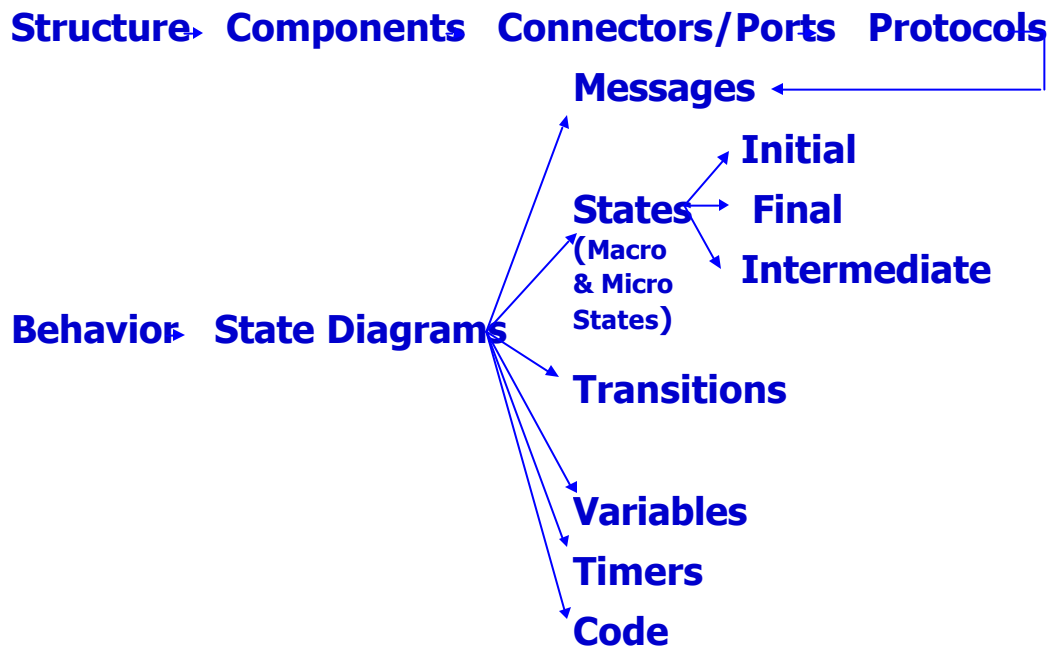 Structure Components Connectors/Ports Protocols
Messages
Initial
States Final
(Macro
& Micro Intermediate
States)
Behavior State Diagrams
Transitions
Variables
Timers
Code